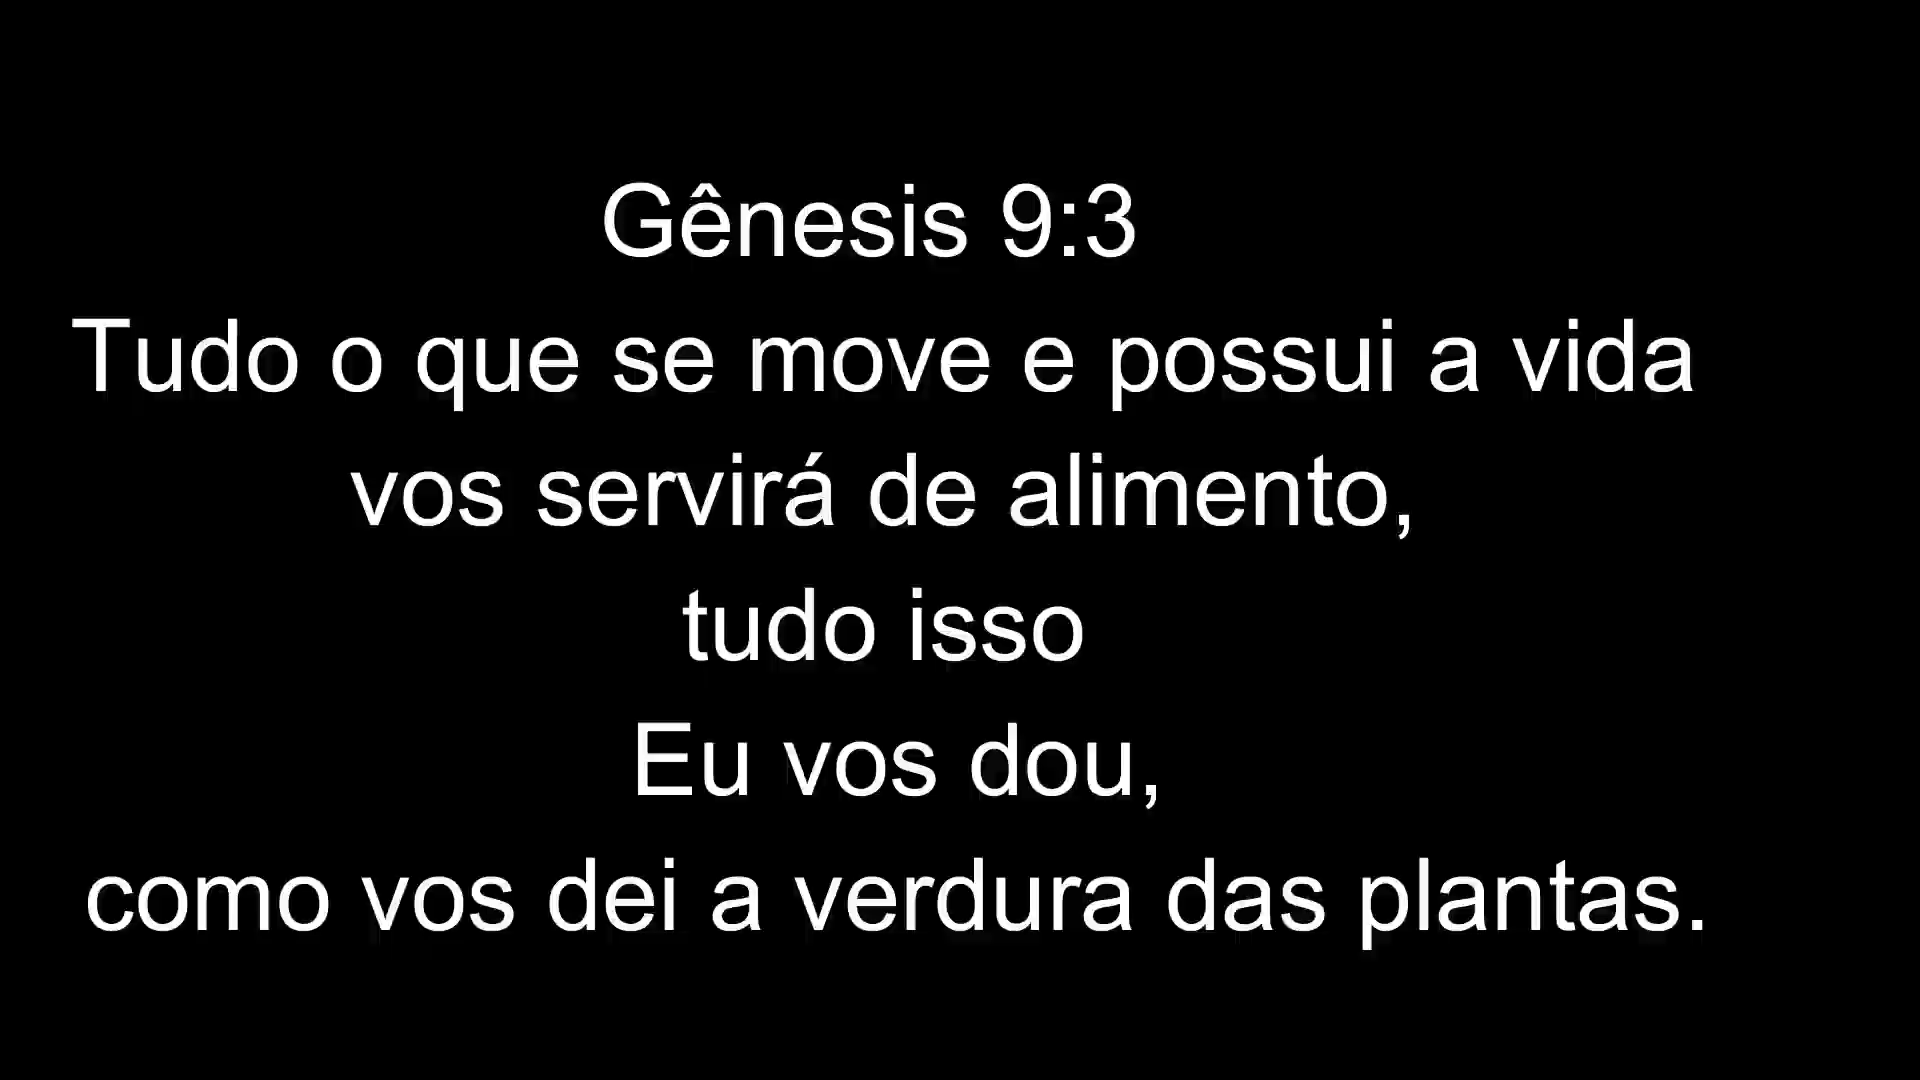 Gênesis 9:3
Tudo o que se move e possui a vida
vos servirá de alimento,
tudo isso
Eu vos dou,
como vos dei a verdura das plantas.